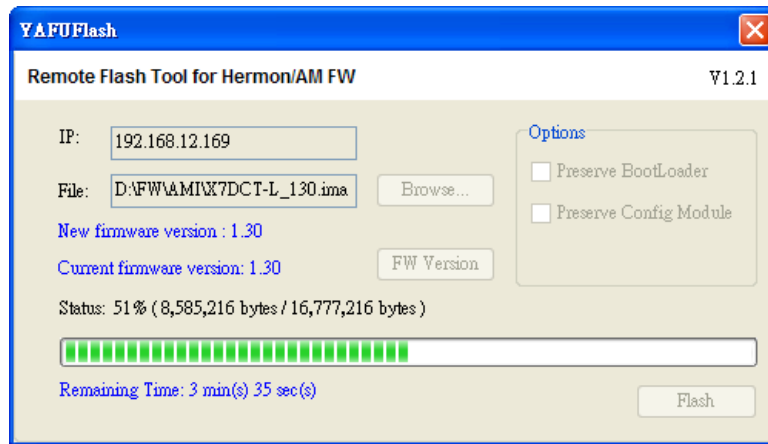 YAFUFlash
Remote Flash Tool for Hermon/AM FW
V1.2.1
IP:
192.168.12.169
Options
Preserve BootLoader
File:
D:\FW\AMI\X7DCT-L_130.ima
Browse...
Preserve Config Module
New firmware version : 1.30
Current firmware version: 1.30
FW Version
Status: 51% ( 8,585,216 bytes / 16,777,216 bytes )
Remaining Time: 3 min(s) 35 sec(s)
Flash